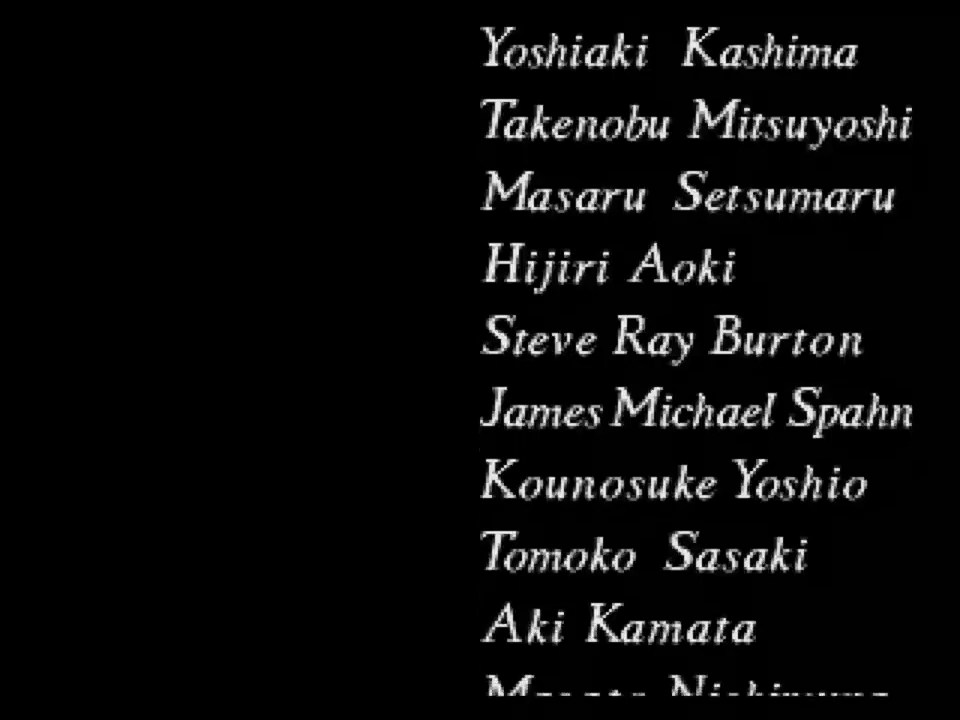 Yoshiaki Kashima
Takenobu Mitsuyoshi
Masaru Setsumaru
Hijiri Aoki
Steve Ray Burton
James Michael Spahn
Kounosuke Yoshio
Tomoko Sasaki
Aki Kamata